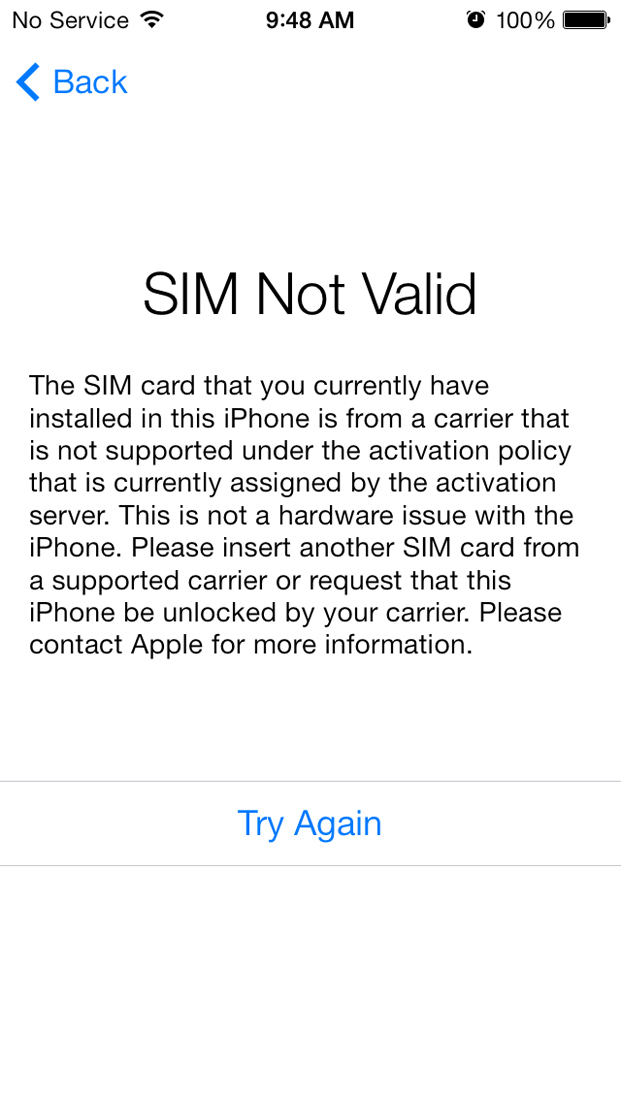 No Service 9:48 AM 100%
Back
SIM Not Valid
The SIM card that you currently have
installed in this iPhone is from a carrier that
is not supported under the activation policy
that is currently assigned by the activation
server. This is not a hardware issue with the
iPhone. Please insert another SIM card from
a supported carrier or request that this
iPhone be unlocked by your carrier. Please
contact Apple for more information.
Try Again